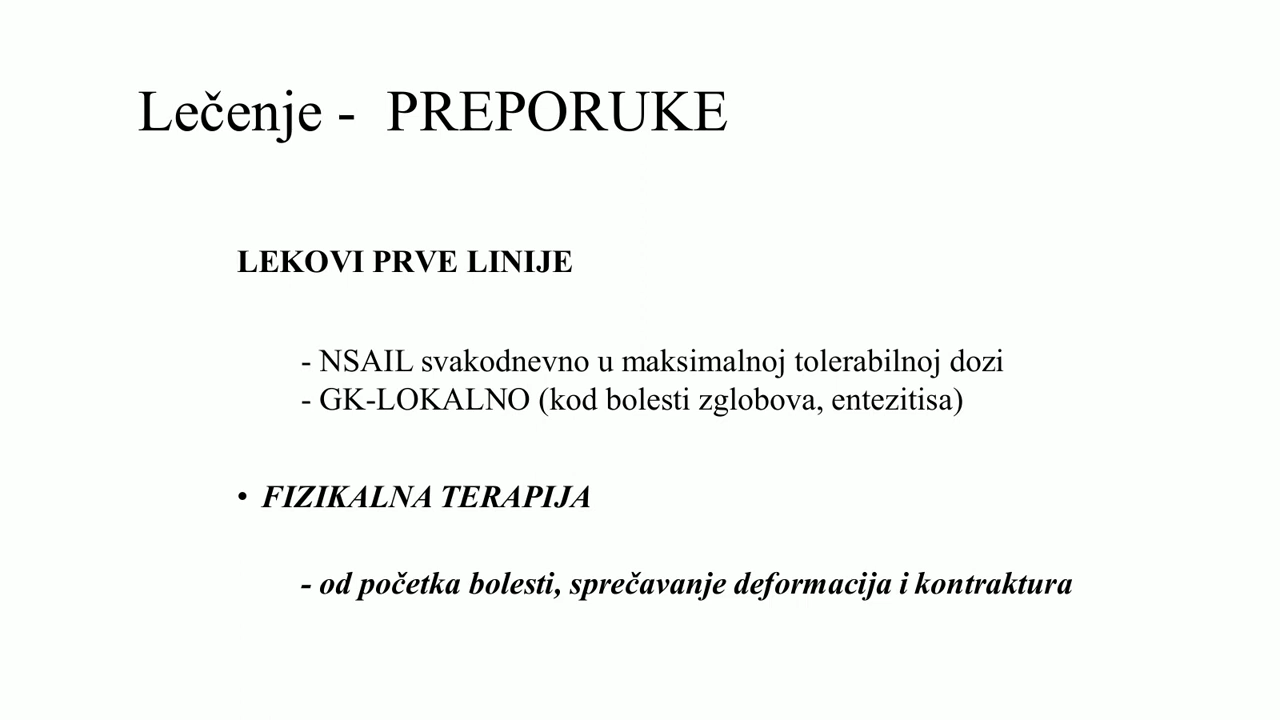 Lečenje - PREPORUKE
LEKOVI PRVE LINIJE
- NSAIL svakodnevno u maksimalnoj tolerabilnoj dozi
- GK-LOKALNO (kod bolesti zglobova, entezitisa)
• FIZIKALNA TERAPIJA
- od početka bolesti, sprečavanje deformacija i kontraktura